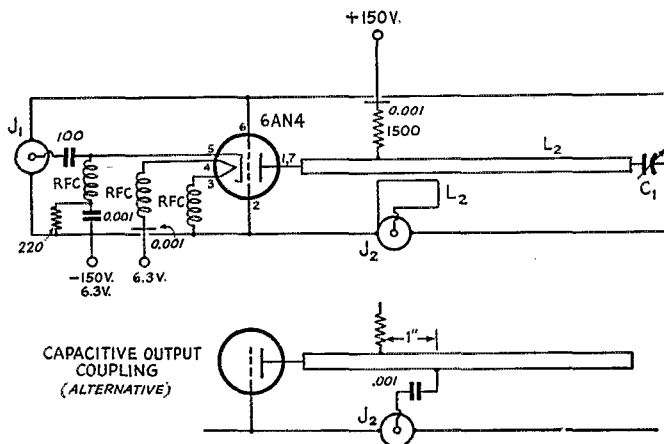 +150V.
J1
100
6AN4
0.001
1500
6
5
4
3
1,7
2
L2
C1
RFC
RFC
RFC
0.001
0.001
220
L2
J2
-150V.
6.3V.
6.3V.
CAPACITIVE OUTPUT
COUPLING
(ALTERNATIVE)
1"
.001
J2